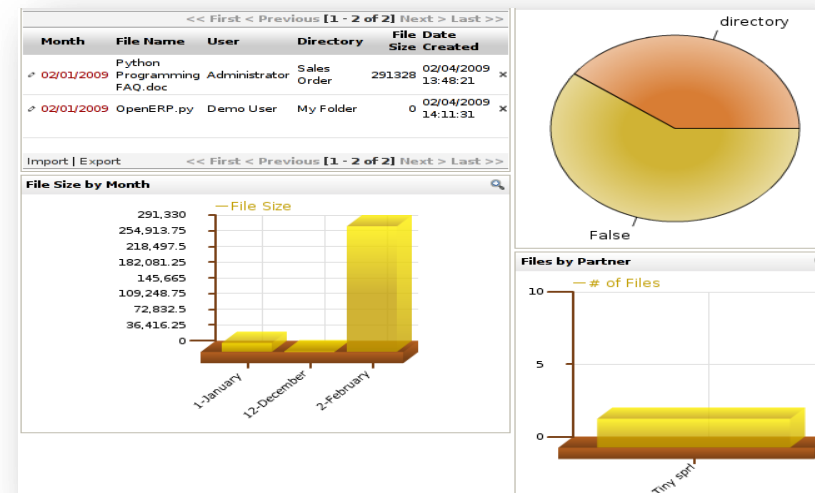 << First < Previous [1 - 2 of 2] Next > Last >>
Month File Name User Directory File Size Date Created
02/01/2009 Python Programming FAQ.doc Administrator Sales Order 291328 02/04/2009 13:48:21
02/01/2009 OpenERP.py Demo User My Folder 0 02/04/2009 14:11:31
Import | Export << First < Previous [1 - 2 of 2] Next > Last >>
File Size by Month
File Size
291,330
254,913.75
218,497.5
182,081.25
145,665
109,248.75
72,832.5
36,416.25
0
1-January
12-December
2-February
directory
False
Files by Partner
# of Files
10
5
0
Tiny sprl